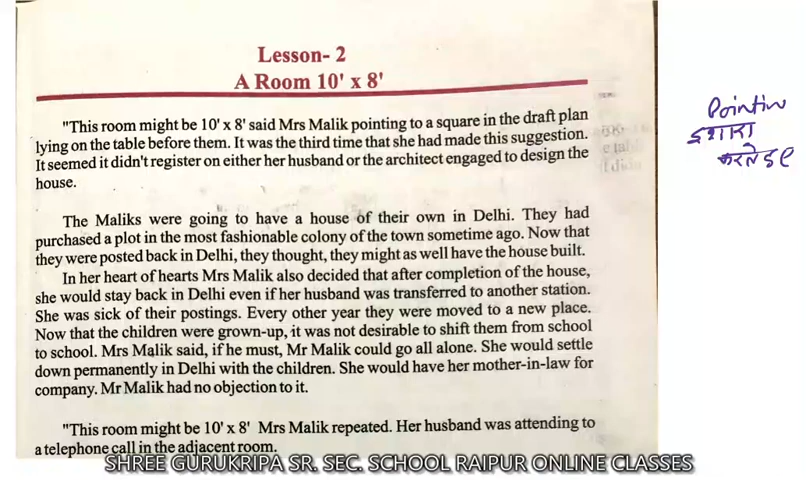 Lesson- 2
A Room 10' x 8'
"This room might be 10' x 8' said Mrs Malik pointing to a square in the draft plan
lying on the table before them. It was the third time that she had made this suggestion.
It seemed it didn't register on either her husband or the architect engaged to design the
house.
The Maliks were going to have a house of their own in Delhi. They had
purchased a plot in the most fashionable colony of the town sometime ago. Now that
they were posted back in Delhi, they thought, they might as well have the house built.
In her heart of hearts Mrs Malik also decided that after completion of the house,
she would stay back in Delhi even if her husband was transferred to another station.
She was sick of their postings. Every other year they were moved to a new place.
Now that the children were grown-up, it was not desirable to shift them from school
to school. Mrs Malik said, if he must, Mr Malik could go all alone. She would settle
down permanently in Delhi with the children. She would have her mother-in-law for
company. Mr Malik had no objection to it.
"This room might be 10' x 8' Mrs Malik repeated. Her husband was attending to
a telephone call in the adjacent room.
SHREE GURUKRIPA SR. SEC. SCHOOL RAIPUR ONLINE CLASSES
इशारा
करते हुए